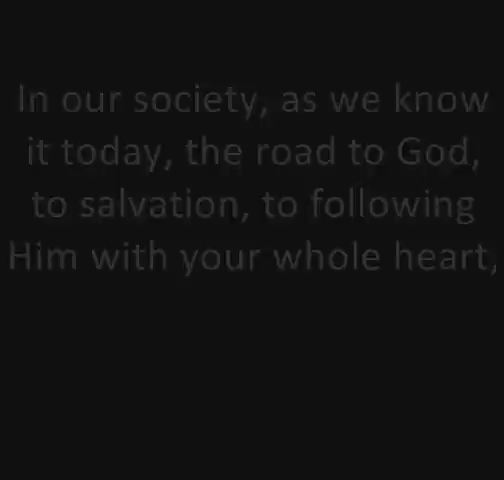 In our society, as we know
it today, the road to God,
to salvation, to following
Him with your whole heart,